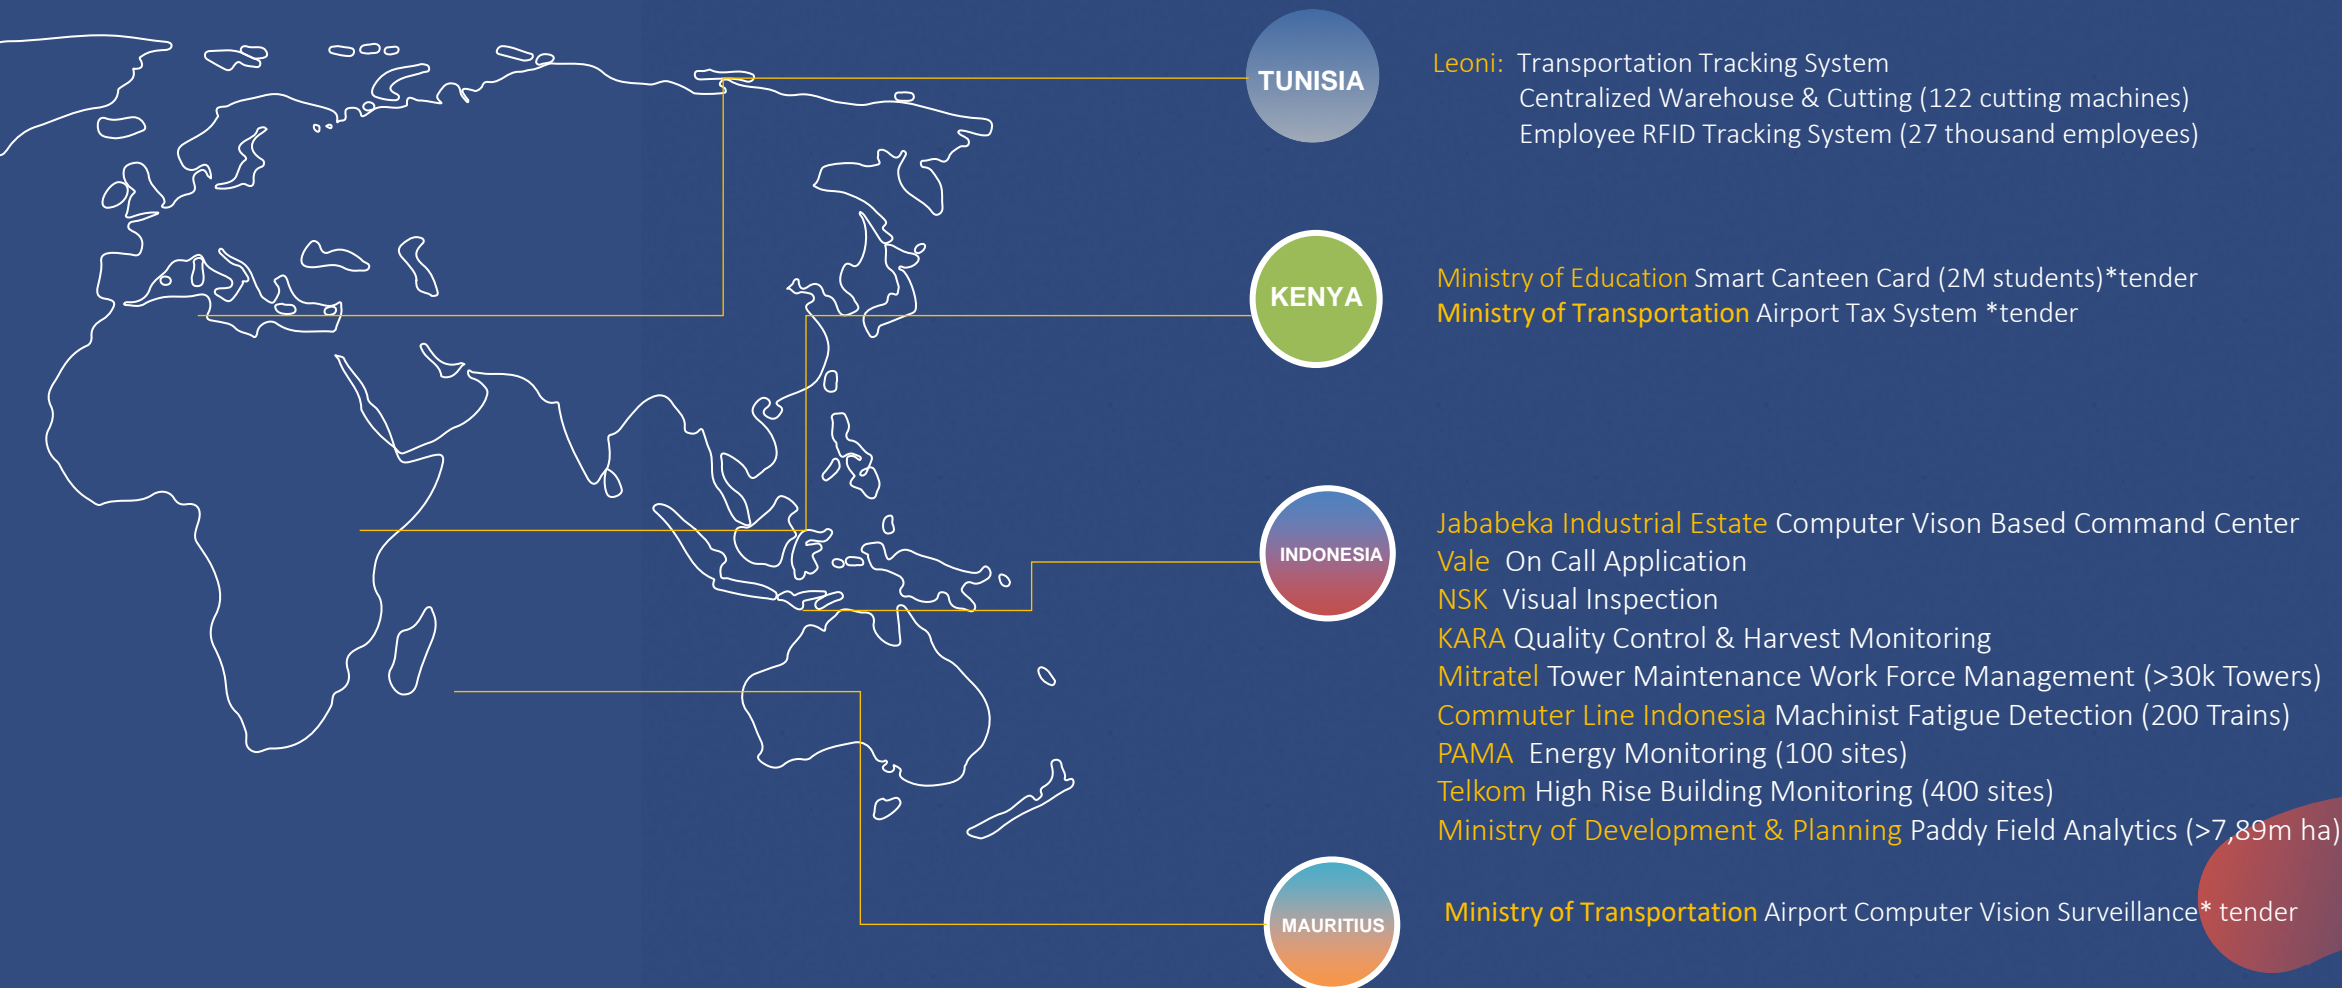 TUNISIA
Leoni: Transportation Tracking System
Centralized Warehouse & Cutting (122 cutting machines)
Employee RFID Tracking System (27 thousand employees)
KENYA
Ministry of Education Smart Canteen Card (2M students)*tender
Ministry of Transportation Airport Tax System *tender
INDONESIA
Jababeka Industrial Estate Computer Vison Based Command Center
Vale On Call Application
NSK Visual Inspection
KARA Quality Control & Harvest Monitoring
Mitratel Tower Maintenance Work Force Management (>30k Towers)
Commuter Line Indonesia Machinist Fatigue Detection (200 Trains)
PAMA Energy Monitoring (100 sites)
Telkom High Rise Building Monitoring (400 sites)
Ministry of Development & Planning Paddy Field Analytics (>7,89m ha)
MAURITIUS
Ministry of Transportation Airport Computer Vision Surveillance* tender